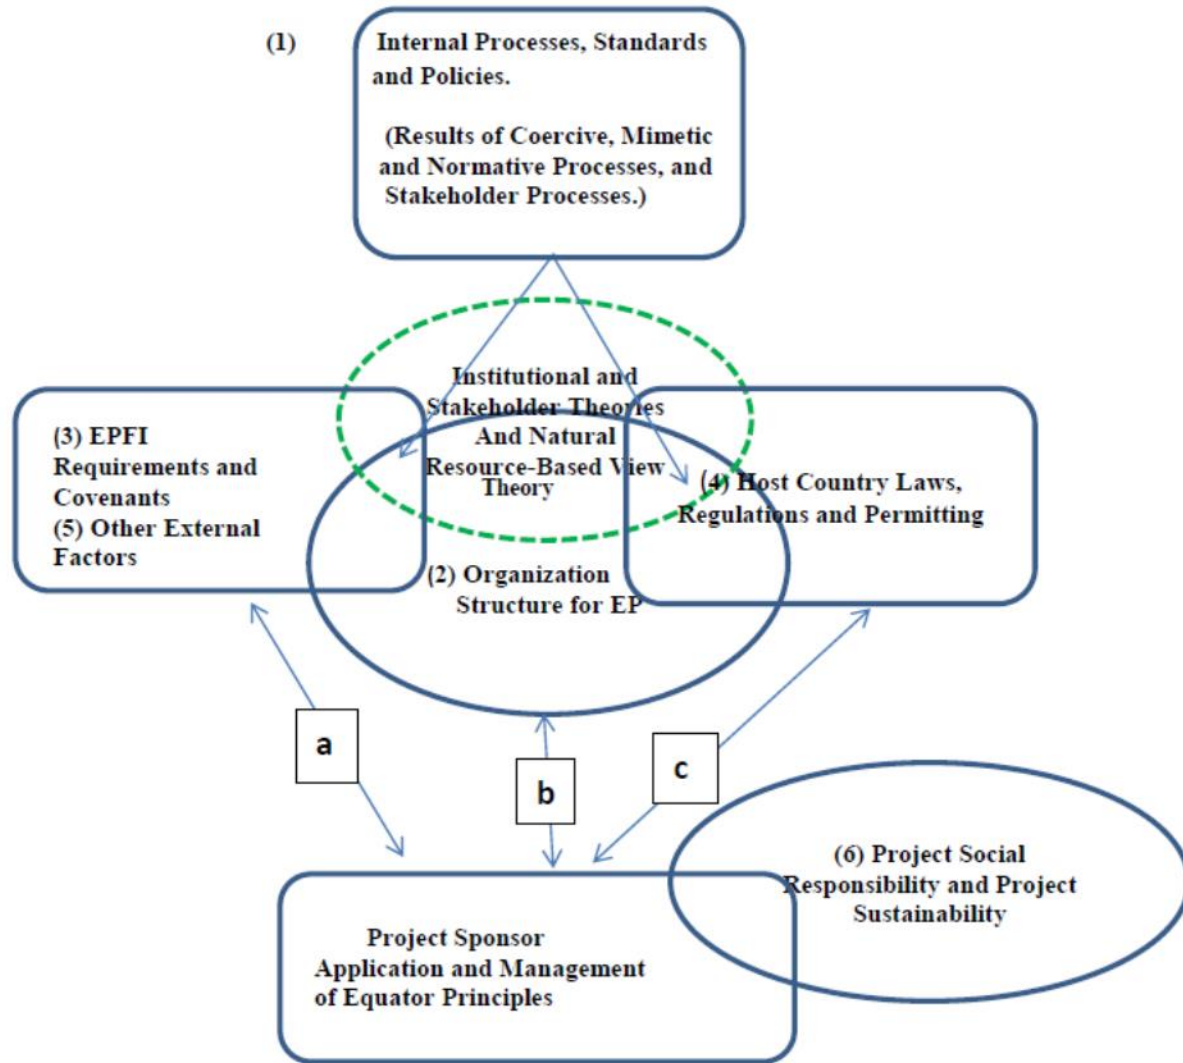 (1)
Internal Processes, Standards
and Policies.
(Results of Coercive, Mimetic
and Normative Processes, and
Stakeholder Processes.)
Institutional and
Stakeholder Theories
And Natural
Resource-Based View
Theory
(3) EPFI
Requirements and
Covenants
(5) Other External
Factors
(4) Host Country Laws,
Regulations and Permitting
(2) Organization
Structure for EP
a
b
c
(6) Project Social
Responsibility and Project
Sustainability
Project Sponsor
Application and Management
of Equator Principles